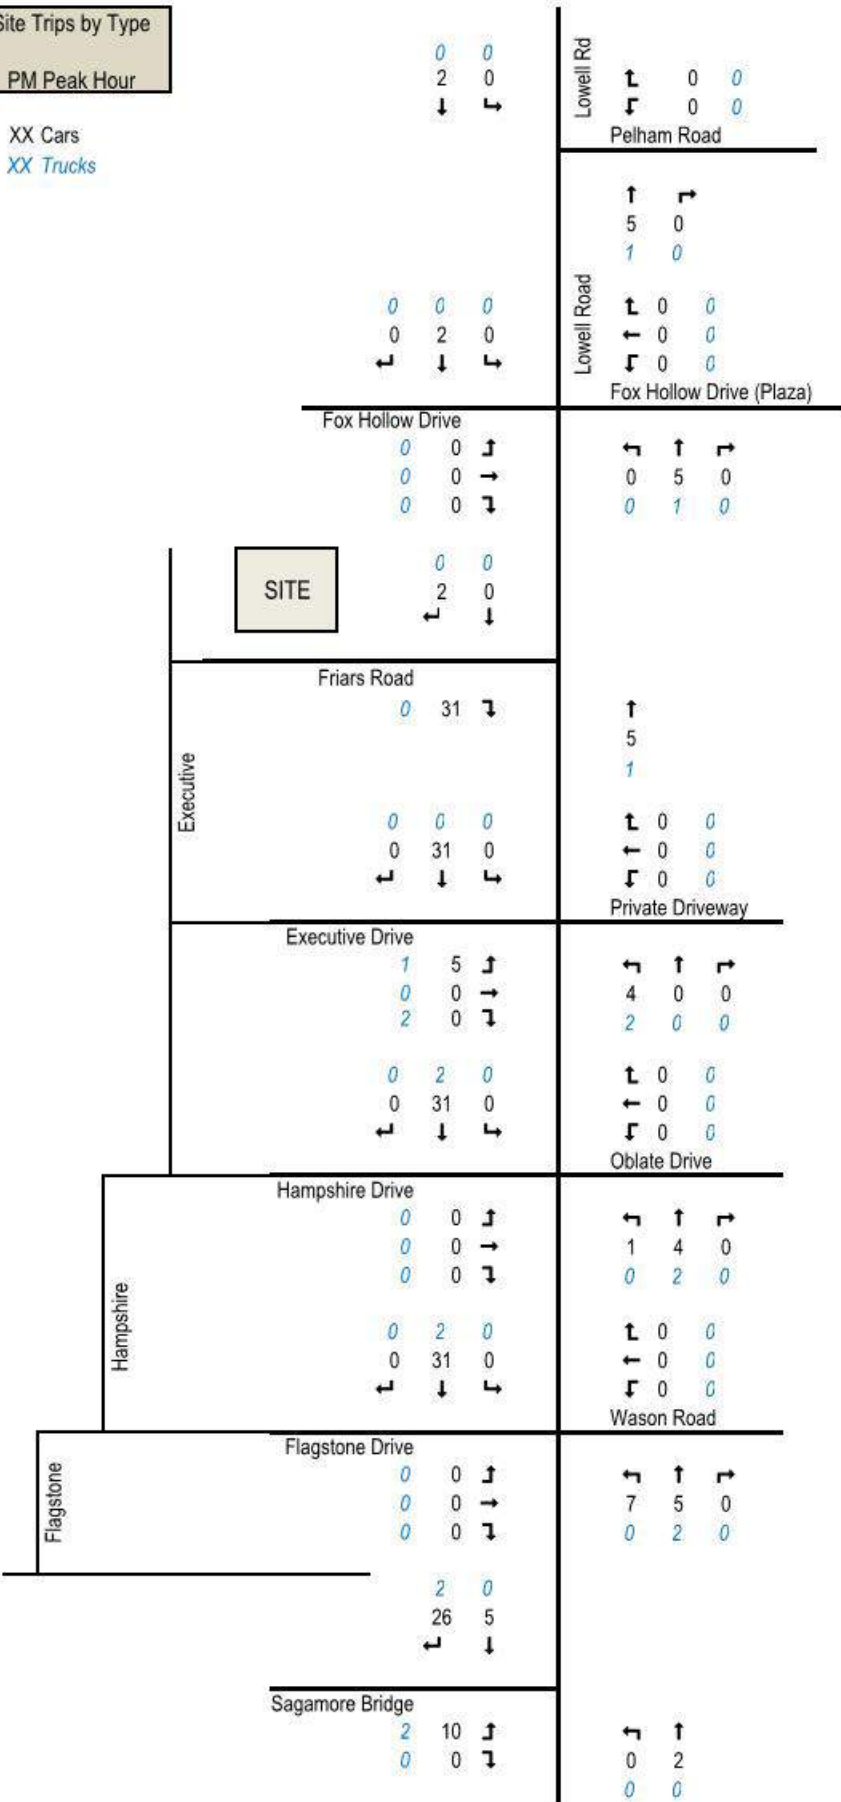 Site Trips by Type
PM Peak Hour
XX Cars
XX Trucks
0 0
2 0
Lowell Rd
0 0
0 0
Pelham Road
5 0
1 0
0 0 0
0 2 0
Lowell Road
0 0
0 0
0 0
Fox Hollow Drive (Plaza)
Fox Hollow Drive
0 0
0 0
0 0
0 5 0
0 1 0
SITE
0 0
2 0
Friars Road
0 31
5
1
Executive
0 0 0
0 31 0
0 0
0 0
0 0
Private Driveway
Executive Drive
1 5
0 0
2 0
4 0 0
2 0 0
0 2 0
0 31 0
0 0
0 0
0 0
Oblate Drive
Hampshire Drive
0 0
0 0
0 0
1 4 0
0 2 0
Hampshire
0 2 0
0 31 0
0 0
0 0
0 0
Wason Road
Flagstone Drive
0 0
0 0
0 0
7 5 0
0 2 0
Flagstone
2 0
26 5
Sagamore Bridge
2 10
0 0
0 2
0 0